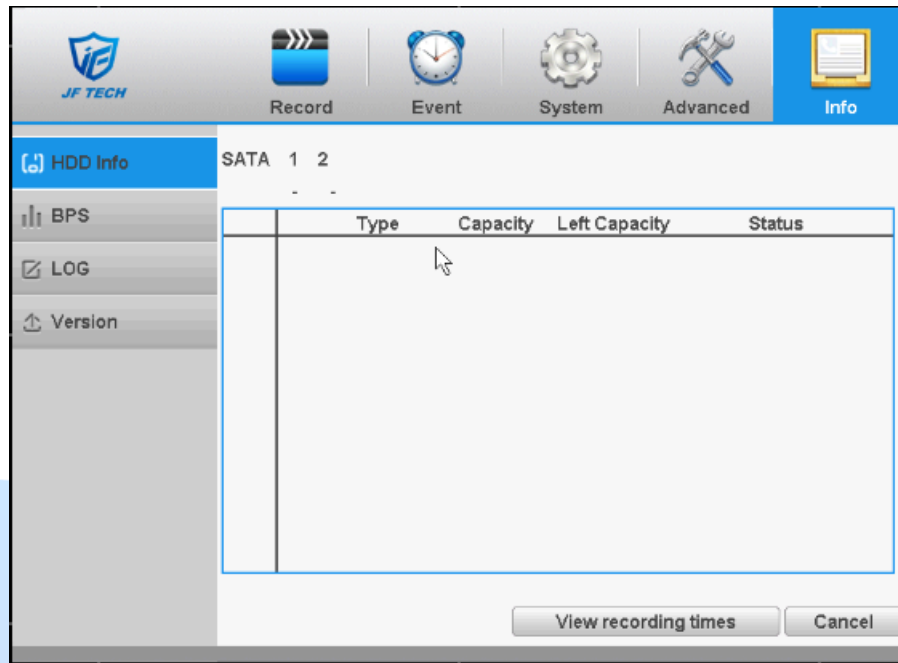 JF TECH
Record Event System Advanced Info
HDD Info
BPS
LOG
Version
SATA 1 2
- -
Type Capacity Left Capacity Status
View recording times Cancel